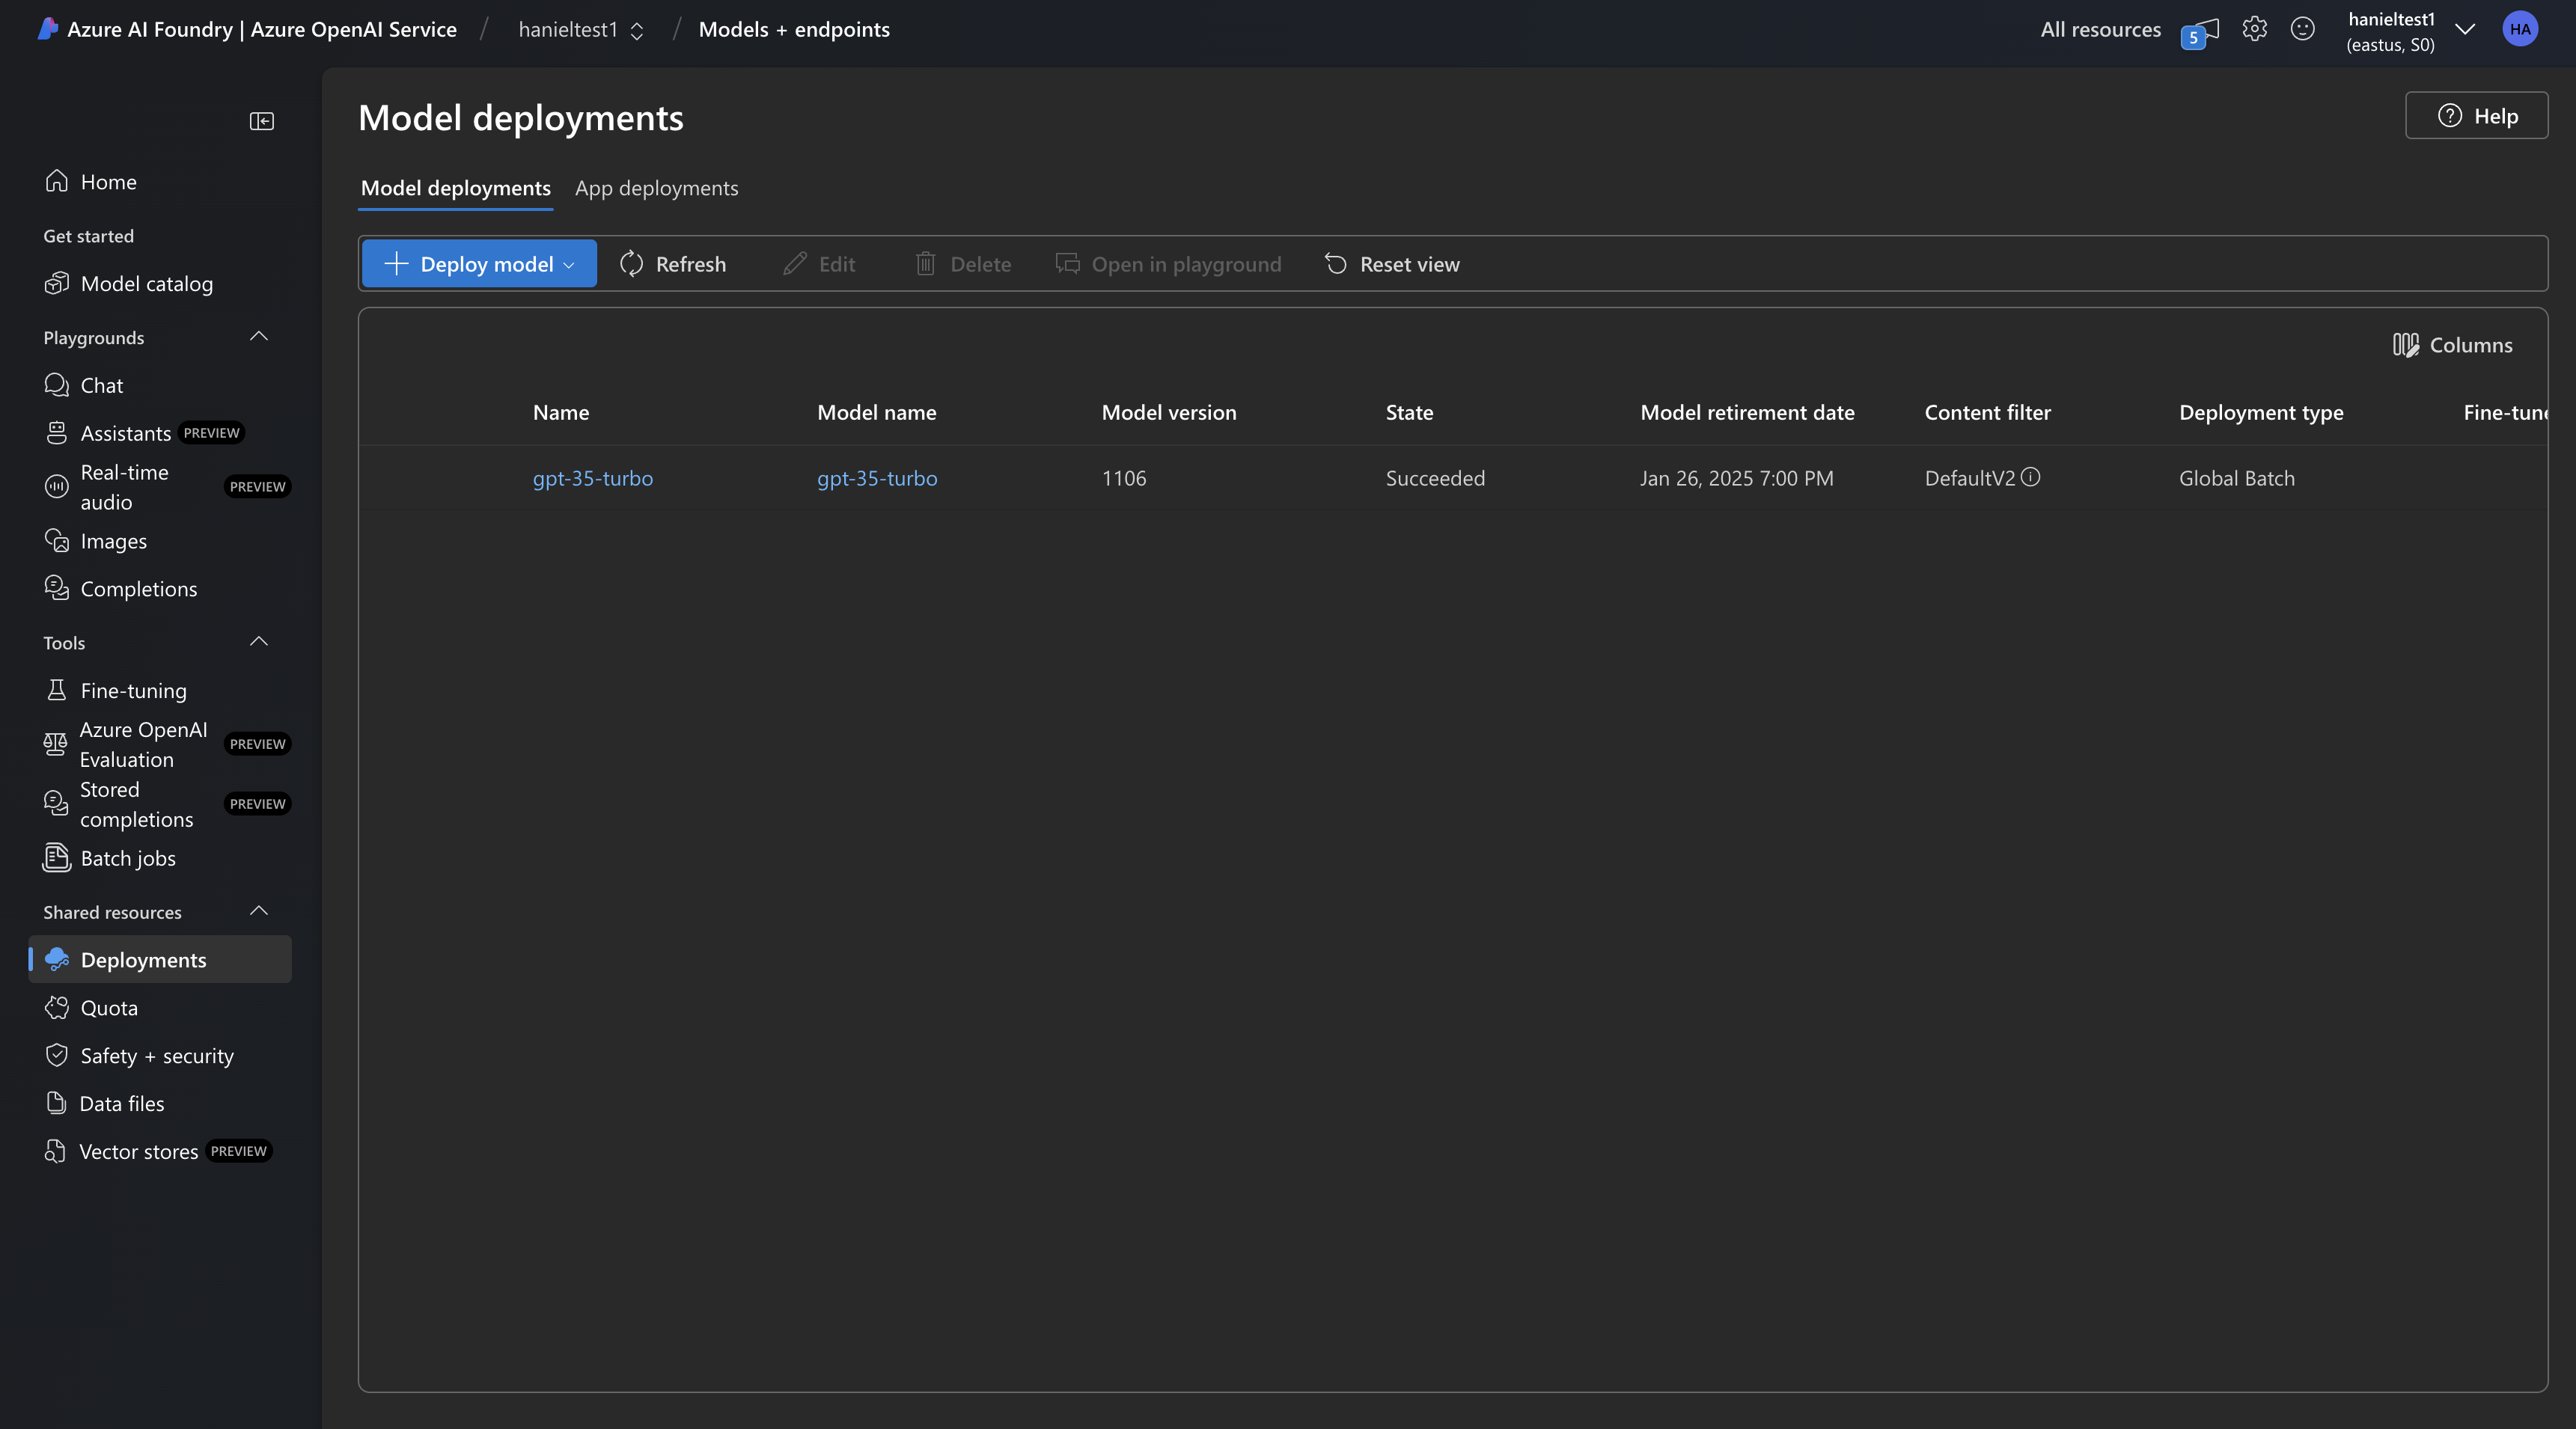 Azure AI Foundry | Azure OpenAI Service / hanieltest1 / Models + endpoints
All resources
5
hanieltest1
(eastus, S0)
HA
Home
Get started
Model catalog
Playgrounds
Chat
Assistants PREVIEW
Real-time
audio
PREVIEW
Images
Completions
Tools
Fine-tuning
Azure OpenAI
Evaluation
PREVIEW
Stored
completions
PREVIEW
Batch jobs
Shared resources
Deployments
Quota
Safety + security
Data files
Vector stores PREVIEW
Model deployments
Help
Model deployments App deployments
Deploy model Refresh Edit Delete Open in playground Reset view
Columns
Name Model name Model version State Model retirement date Content filter Deployment type Fine-tune
gpt-35-turbo gpt-35-turbo 1106 Succeeded Jan 26, 2025 7:00 PM DefaultV2 Global Batch